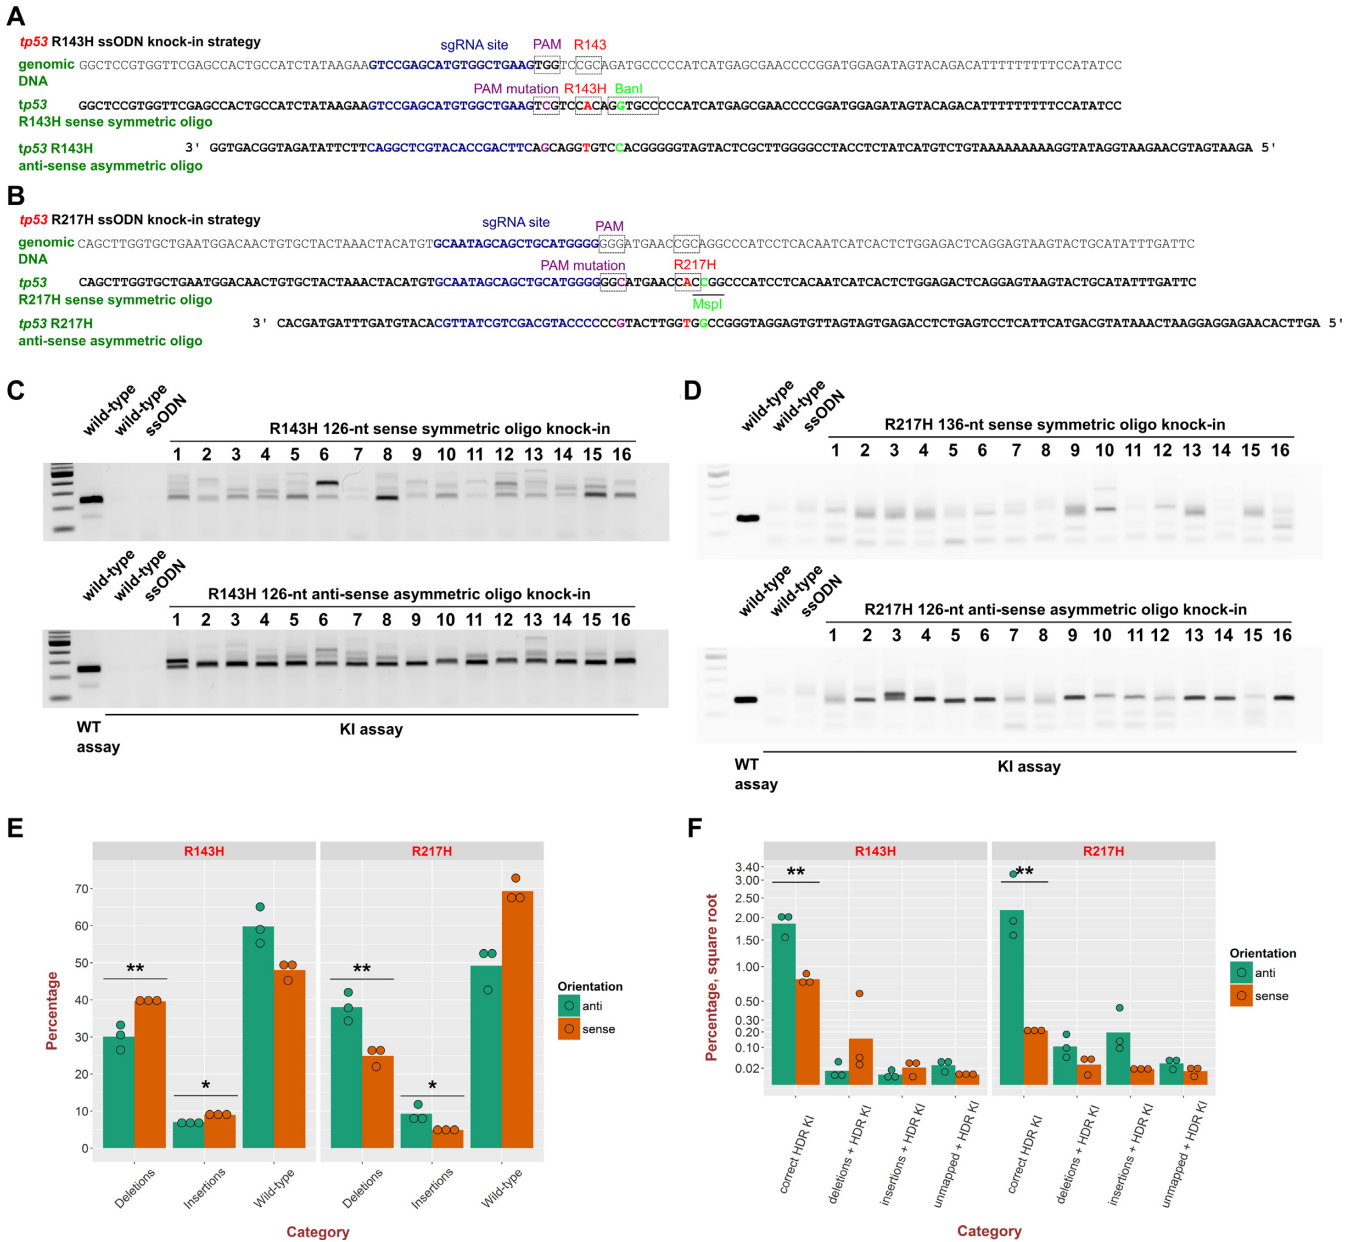 A
tp53 R143H ssODN knock-in strategy
sgRNA site PAM R143
genomic GGCTCCGTGGTTCGAGCCACTGCCATCTATAAGAAGTCCGAGCATGTGGCTGAAGTGGTCCGCAGATGCCCCCATCATGAGCGAACCCCGGATGGAGATAGTACAGACATTTTTTTTTTCCATATCC
DNA
PAM mutation R143H BanI
tp53 GGCTCCGTGGTTCGAGCCACTGCCATCTATAAGAAGTCCGAGCATGTGGCTGAAGTCGTCCACAGGTGCCCCCATCATGAGCGAACCCCGGATGGAGATAGTACAGACATTTTTTTTTTCCATATCC
R143H sense symmetric oligo
tp53 R143H 3' GGTGACGGTAGATATTCTTCAGGCTCGTACACCGACTTCAGCAGGTGTCCACGGGGGTAGTACTCGCTTGGGGCCTACCTCTATCATGTCTGTAAAAAAAAAAGGTATAGGTAAGAACGTAGTAAGA 5'
anti-sense asymmetric oligo
B
tp53 R217H ssODN knock-in strategy
sgRNA site PAM
genomic CAGCTTGGTGCTGAATGGACAACTGTGCTACTAAACTACATGTGCAATAGCAGCTGCATGGGGGGGATGAACCGCAGGCCCATCCTCACAATCATCACTCTGGAGACTCAGGAGTAAGTACTGCATATTTGATTC
DNA
PAM mutation R217H
tp53 CAGCTTGGTGCTGAATGGACAACTGTGCTACTAAACTACATGTGCAATAGCAGCTGCATGGGGGGCATGAACCACCGGCCCATCCTCACAATCATCACTCTGGAGACTCAGGAGTAAGTACTGCATATTTGATTC
R217H sense symmetric oligo
MspI
tp53 R217H 3' CACGATGATTTGATGTACACGTTATCGTCGACGTACCCCCCGTACTTGGTGGCCGGGTAGGAGTGTTAGTAGTGAGACCTCTGAGTCCTCATTCATGACGTATAAACTAAGGAGGAGAACACTTGA 5'
anti-sense asymmetric oligo
C
wild-type
wild-type
ssODN
R143H 126-nt sense symmetric oligo knock-in
1 2 3 4 5 6 7 8 9 10 11 12 13 14 15 16
wild-type
wild-type
ssODN
R143H 126-nt anti-sense asymmetric oligo knock-in
1 2 3 4 5 6 7 8 9 10 11 12 13 14 15 16
WT
assay
KI assay
D
wild-type
wild-type
ssODN
R217H 136-nt sense symmetric oligo knock-in
1 2 3 4 5 6 7 8 9 10 11 12 13 14 15 16
wild-type
wild-type
ssODN
R217H 126-nt anti-sense asymmetric oligo knock-in
1 2 3 4 5 6 7 8 9 10 11 12 13 14 15 16
WT
assay
KI assay
E
R143H R217H
Percentage
70
60
50
40
30
20
10
0
** * ** *
Deletions Insertions Wild-type Deletions Insertions Wild-type
Category
Orientation
anti
sense
F
R143H R217H
Percentage, square root
3.40
3.00
2.50
2.00
1.50
1.00
0.50
0.30
0.20
0.10
0.02
** **
correct HDR KI deletions + HDR KI insertions + HDR KI unmapped + HDR KI correct HDR KI deletions + HDR KI insertions + HDR KI unmapped + HDR KI
Category
Orientation
anti
sense